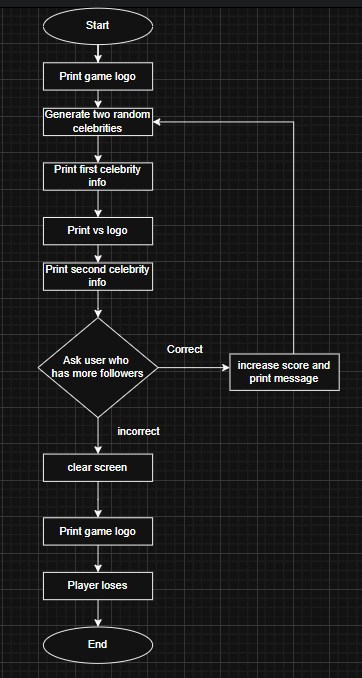 Start
Print game logo
Generate two random
celebrities
Print first celebrity
info
Print vs logo
Print second celebrity
info
Ask user who
has more followers
Correct
increase score and
print message
incorrect
clear screen
Print game logo
Player loses
End